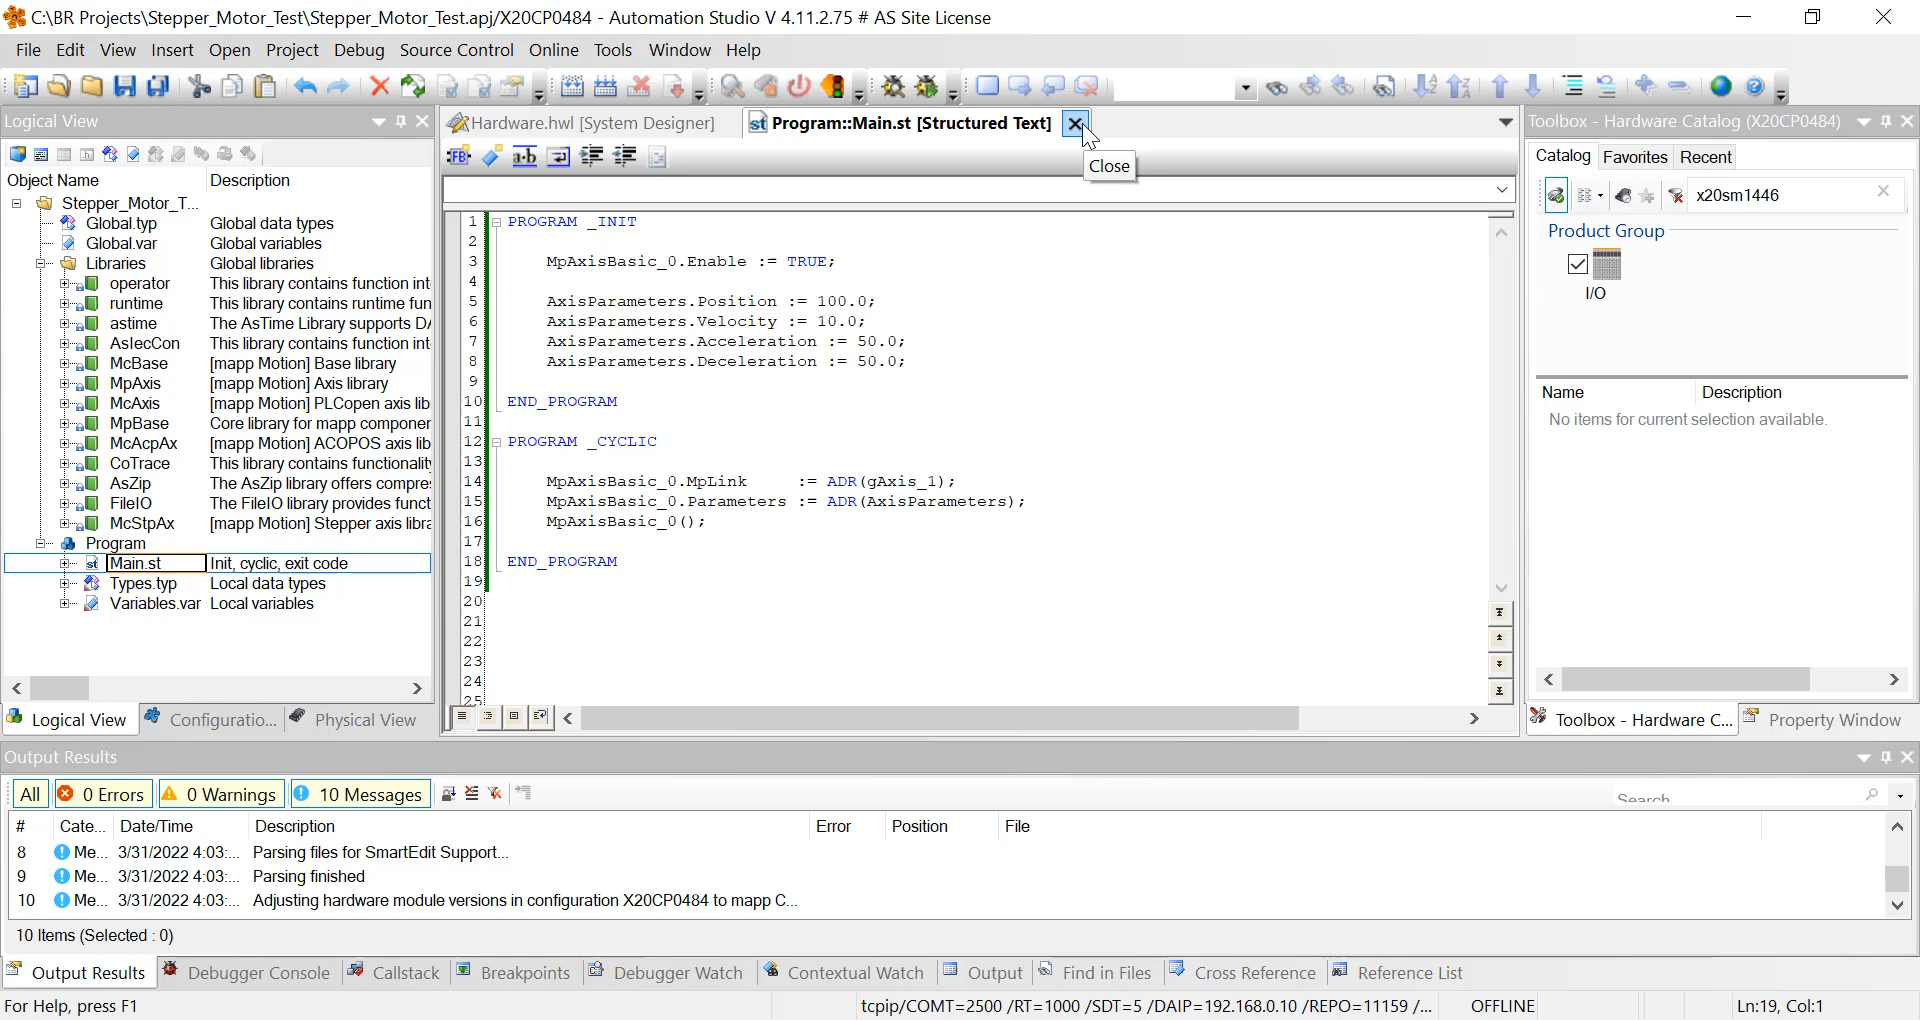 C:\BR Projects\Stepper_Motor_Test\Stepper_Motor_Test.apj/X20CP0484 - Automation Studio V 4.11.2.75 # AS Site License
File Edit View Insert Open Project Debug Source Control Online Tools Window Help
Logical View
Object Name Description
Stepper_Motor_T...
Global.typ Global data types
Global.var Global variables
Libraries Global libraries
operator This library contains function int
runtime This library contains runtime fun
astime The AsTime Library supports DA
AsIecCon This library contains function int
McBase [mapp Motion] Base library
MpAxis [mapp Motion] Axis library
McAxis [mapp Motion] PLCopen axis lib
MpBase Core library for mapp componer
McAcpAx [mapp Motion] ACOPOS axis lib
CoTrace This library contains functionalit
AsZip The AsZip library offers compre
FileIO The FileIO library provides funct
McStpAx [mapp Motion] Stepper axis libra
Program
Main.st Init, cyclic, exit code
Types.typ Local data types
Variables.var Local variables
Logical View Configuratio... Physical View
Hardware.hwl [System Designer] st Program::Main.st [Structured Text]
Close
FB a.b
1 PROGRAM _INIT
2
3 MpAxisBasic_0.Enable := TRUE;
4
5 AxisParameters.Position := 100.0;
6 AxisParameters.Velocity := 10.0;
7 AxisParameters.Acceleration := 50.0;
8 AxisParameters.Deceleration := 50.0;
9
10 END_PROGRAM
11
12 PROGRAM _CYCLIC
13
14 MpAxisBasic_0.MpLink := ADR(gAxis_1);
15 MpAxisBasic_0.Parameters := ADR(AxisParameters);
16 MpAxisBasic_0();
17
18 END_PROGRAM
19
20
21
22
23
24
25
Toolbox - Hardware Catalog (X20CP0484)
Catalog Favorites Recent
x20sm1446
Product Group
I/O
Name Description
No items for current selection available.
Toolbox - Hardware C... Property Window
Output Results
All 0 Errors 0 Warnings 10 Messages
Search
# Cate... Date/Time Description Error Position File
8 Me... 3/31/2022 4:03:... Parsing files for SmartEdit Support...
9 Me... 3/31/2022 4:03:... Parsing finished
10 Me... 3/31/2022 4:03:... Adjusting hardware module versions in configuration X20CP0484 to mapp C...
10 Items (Selected : 0)
Output Results Debugger Console Callstack Breakpoints Debugger Watch Contextual Watch Output Find in Files Cross Reference Reference List
For Help, press F1 tcpip/COMT=2500 /RT=1000 /SDT=5 /DAIP=192.168.0.10 /REPO=11159 /... OFFLINE Ln:19, Col:1